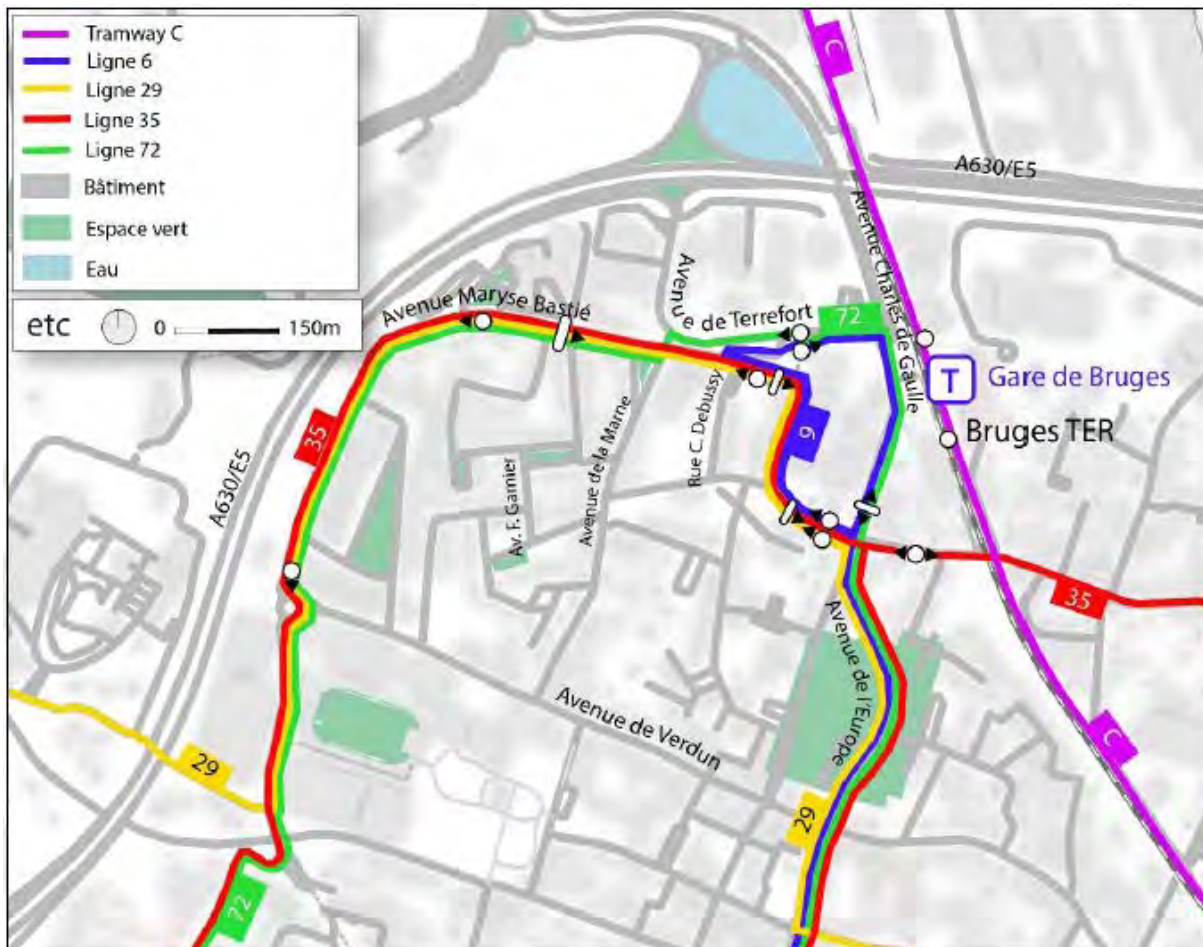 Tramway C
Ligne 6
Ligne 29
Ligne 35
Ligne 72
Bâtiment
Espace vert
Eau
etc 0 150m
C
A630/E5
Avenue Charles de Gaulle
Avenue Maryse Bastié
Avenue de Terrefort
72
T Gare de Bruges
Bruges TER
Rue C. Debussy
6
35
A630/E5
Avenue de la Marne
Av. F. Garnier
35
Avenue de l'Europe
Avenue de Verdun
29
29
C
72